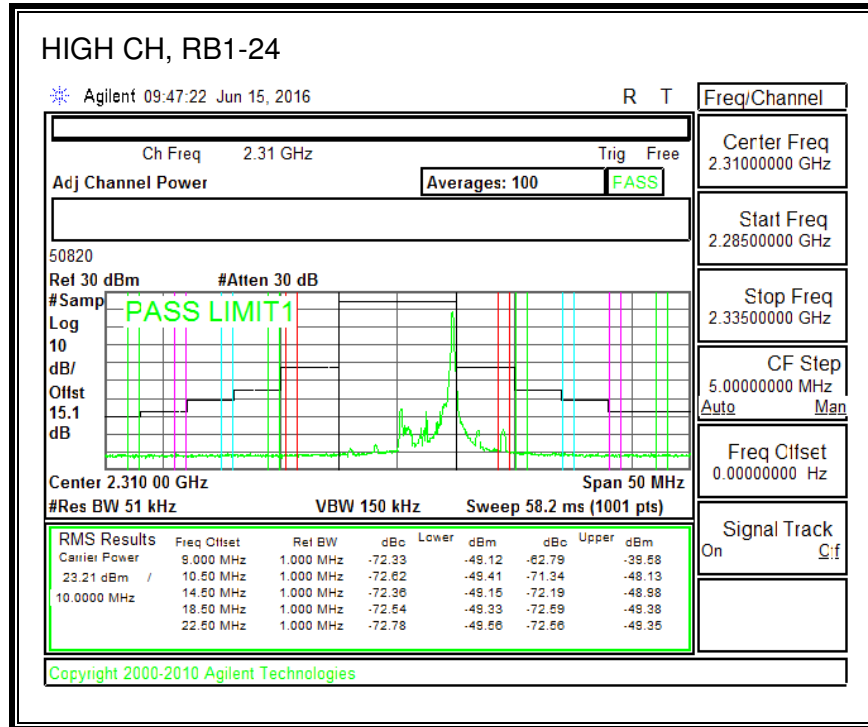 HIGH CH, RB1-24
Agilent 09:47:22 Jun 15, 2016 R T
Freq/Channel
Ch Freq 2.31 GHz Trig Free
Adj Channel Power Averages: 100 PASS
Center Freq
2.31000000 GHz
Start Freq
2.28500000 GHz
Stop Freq
2.33500000 GHz
CF Step
5.00000000 MHz
Auto Man
Freq Offset
0.00000000 Hz
Signal Track
On Off
50820
Ref 30 dBm #Atten 30 dB
#Samp
Log
10
dB/
Offst
15.1
dB
PASS LIMIT1
Center 2.310 00 GHz Span 50 MHz
#Res BW 51 kHz VBW 150 kHz Sweep 58.2 ms (1001 pts)
RMS Results Freq Offset Ref BW dBc Lower dBm dBc Upper dBm
Carrier Power 9.000 MHz 1.000 MHz -72.33 -49.12 -62.79 -39.58
23.21 dBm / 10.50 MHz 1.000 MHz -72.62 -49.41 -71.34 -48.13
10.0000 MHz 14.50 MHz 1.000 MHz -72.36 -49.15 -72.19 -48.98
18.50 MHz 1.000 MHz -72.54 -49.33 -72.59 -49.38
22.50 MHz 1.000 MHz -72.78 -49.56 -72.56 -49.35
Copyright 2000-2010 Agilent Technologies